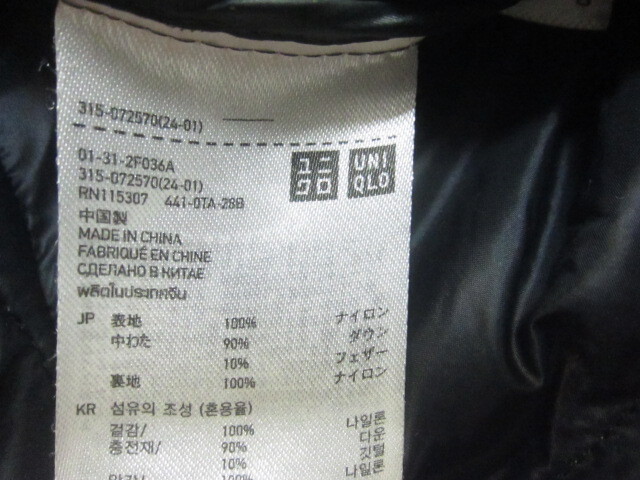 315-072570(24-01)
01-31-2F036A
315-072570(24-01)
RN115307 441-0TA-28B
ユニクロ
UNIQLO
中国製
MADE IN CHINA
FABRIQUÉ EN CHINE
СДЕЛАНО В КИТАЕ
ผลิตในประเทศจีน
JP 表地 100% ナイロン
中わた 90% ダウン
10% フェザー
裏地 100% ナイロン
KR 섬유의 조성 (혼용율)
겉감/ 100% 나일론
충전재/ 90% 다운
10% 깃털
안감/ 100% 나일론